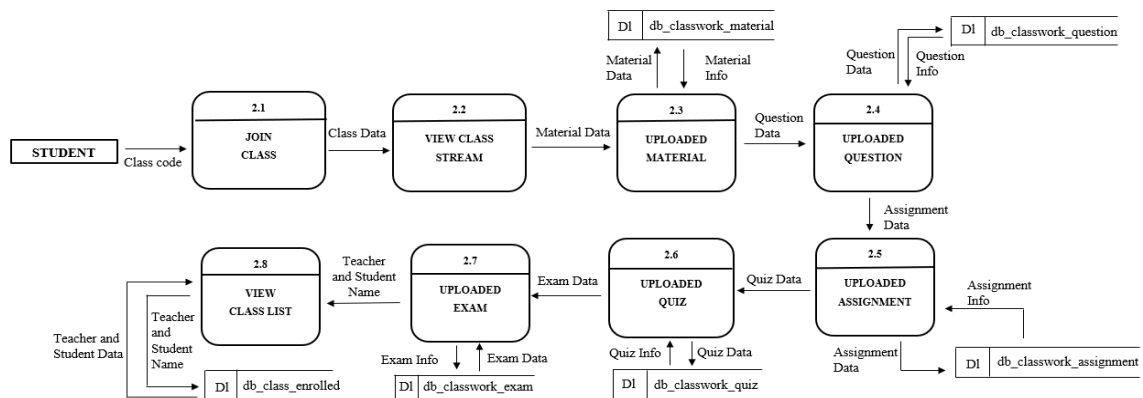 D1 db_classwork_material
D1 db_classwork_question
Material
Data
Material
Info
Question
Data
Question
Info
STUDENT
Class code
2.1
JOIN
CLASS
Class Data
2.2
VIEW CLASS
STREAM
Material Data
2.3
UPLOADED
MATERIAL
Question
Data
2.4
UPLOADED
QUESTION
Assignment
Data
2.5
UPLOADED
ASSIGNMENT
Quiz Data
2.6
UPLOADED
QUIZ
Exam Data
2.7
UPLOADED
EXAM
Teacher
and Student
Name
2.8
VIEW
CLASS LIST
Assignment
Info
Teacher and
Student Data
Teacher
and
Student
Name
Exam Info
Exam Data
Quiz Info
Quiz Data
Assignment
Data
D1 db_class_enrolled
D1 db_classwork_exam
D1 db_classwork_quiz
D1 db_classwork_assignment